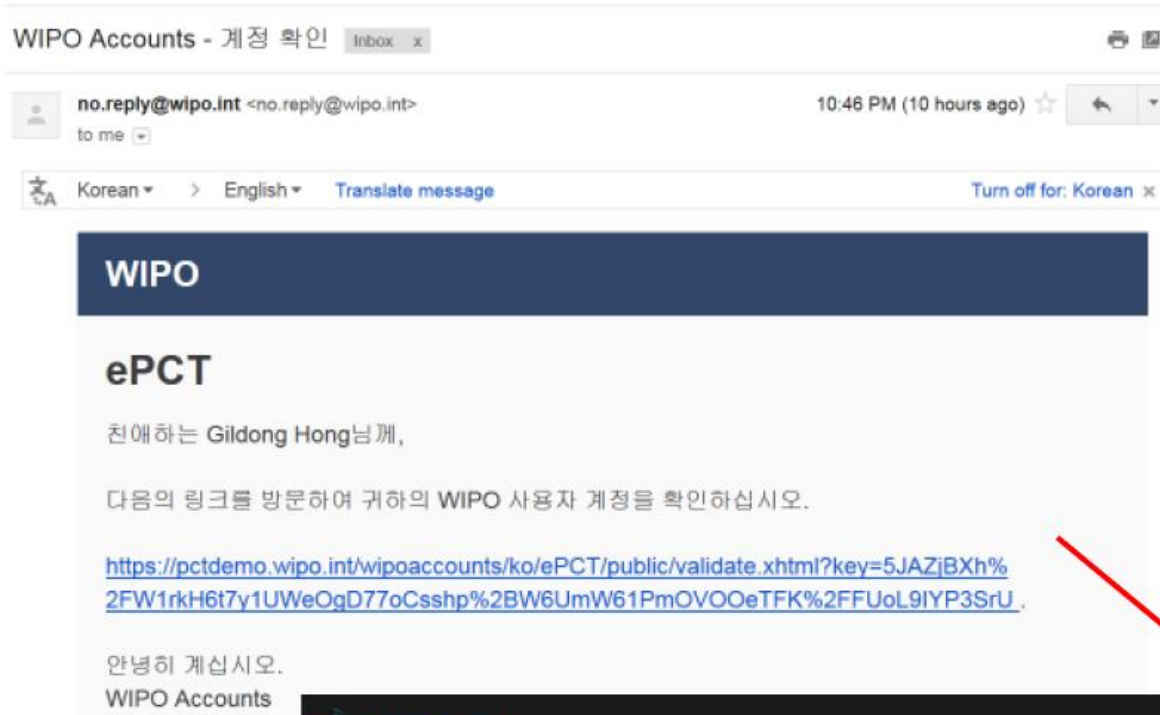 WIPO Accounts - 계정 확인 Inbox x
no.reply@wipo.int <no.reply@wipo.int> 10:46 PM (10 hours ago)
to me
Korean > English Translate message Turn off for: Korean x
WIPO
ePCT
친애하는 Gildong Hong님께,
다음의 링크를 방문하여 귀하의 WIPO 사용자 계정을 확인하십시오.
https://pctdemo.wipo.int/wipoaccounts/ko/ePCT/public/validate.xhtml?key=5JAZjBXh%
2FW1rkH6t7y1UWeOgD77oCsshp%2BW6UmW61PmOVOOeTFK%2FFUoL9IYP3SrU .
안녕히 계십시오.
WIPO Accounts